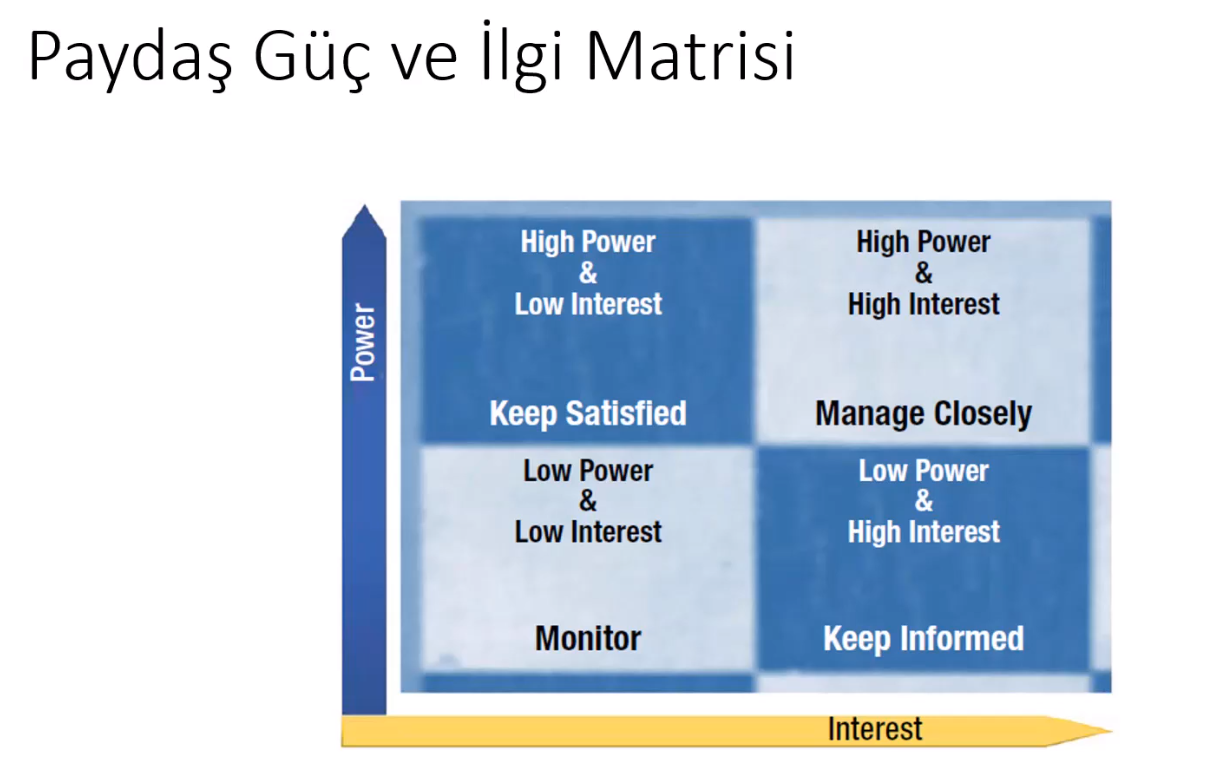 Paydaş Güç ve İlgi Matrisi
Power
High Power
&
Low Interest
Keep Satisfied
High Power
&
High Interest
Manage Closely
Low Power
&
Low Interest
Monitor
Low Power
&
High Interest
Keep Informed
Interest